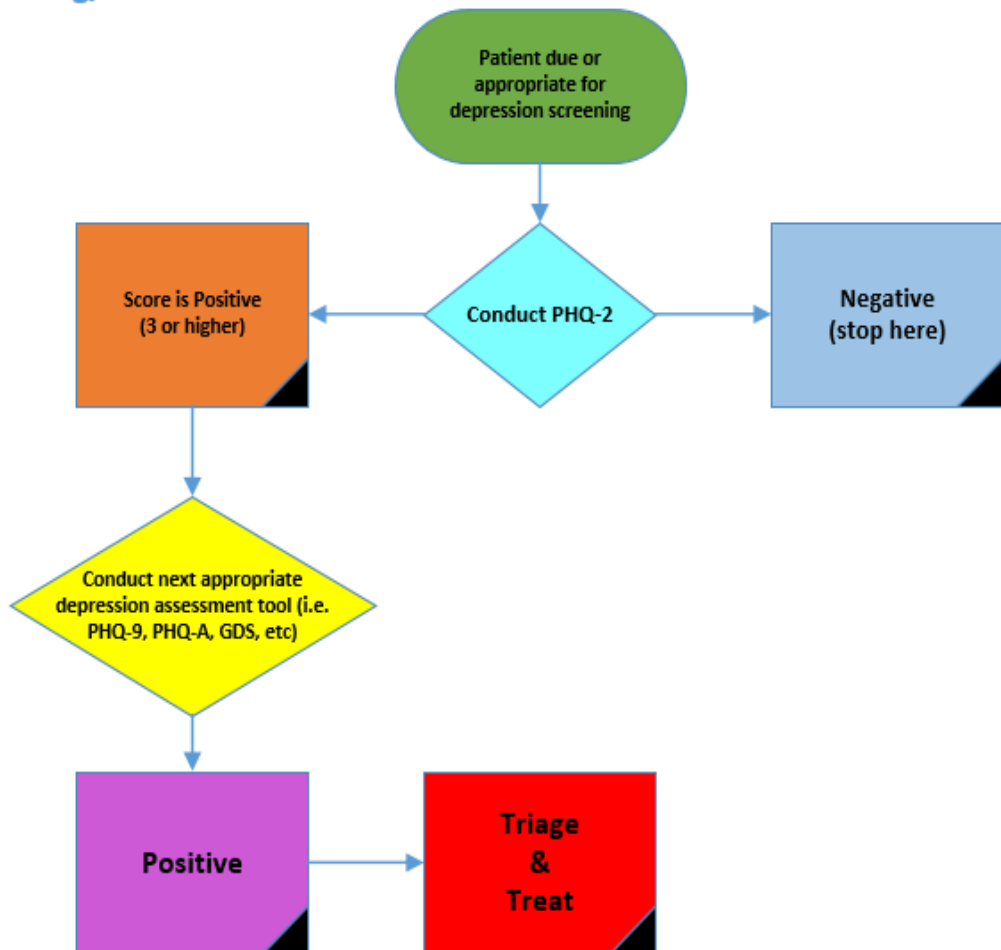 Patient due or
appropriate for
depression screening
Score is Positive
(3 or higher)
Conduct PHQ-2
Negative
(stop here)
Conduct next appropriate
depression assessment tool (i.e.
PHQ-9, PHQ-A, GDS, etc)
Positive
Triage
&
Treat